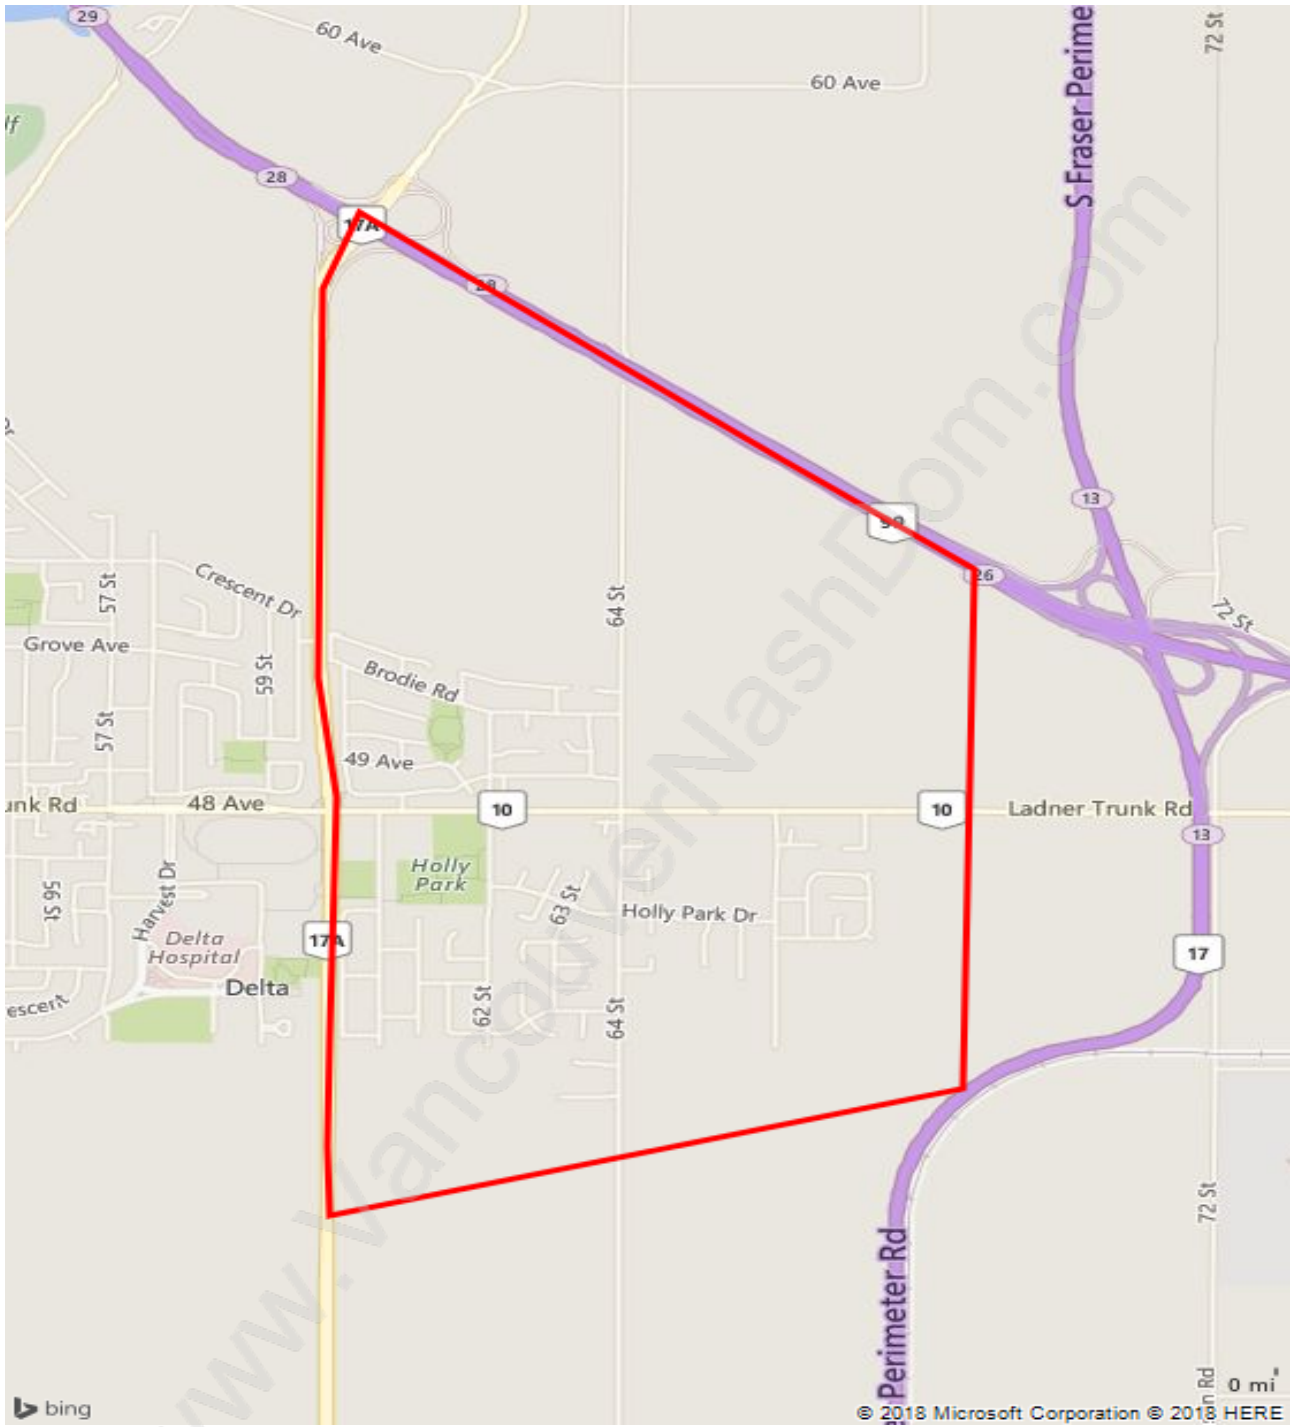 29
60 Ave
60 Ave
S Fraser Perime
72 St
lf
28
17A
28
99
13
26
64 St
57 St
Crescent Dr
72 St
Grove Ave
59 St
Brodie Rd
57 St
49 Ave
unk Rd
48 Ave
10
10
Ladner Trunk Rd
13
Holly
Park
56 St
Harvest Dr
63 St
Holly Park Dr
Delta
Hospital
17A
17
Delta
escent
62 St
64 St
72 St
Perimeter Rd
n Rd
0 mi
bing
© 2018 Microsoft Corporation © 2018 HERE
www.VancouverNashDom.com